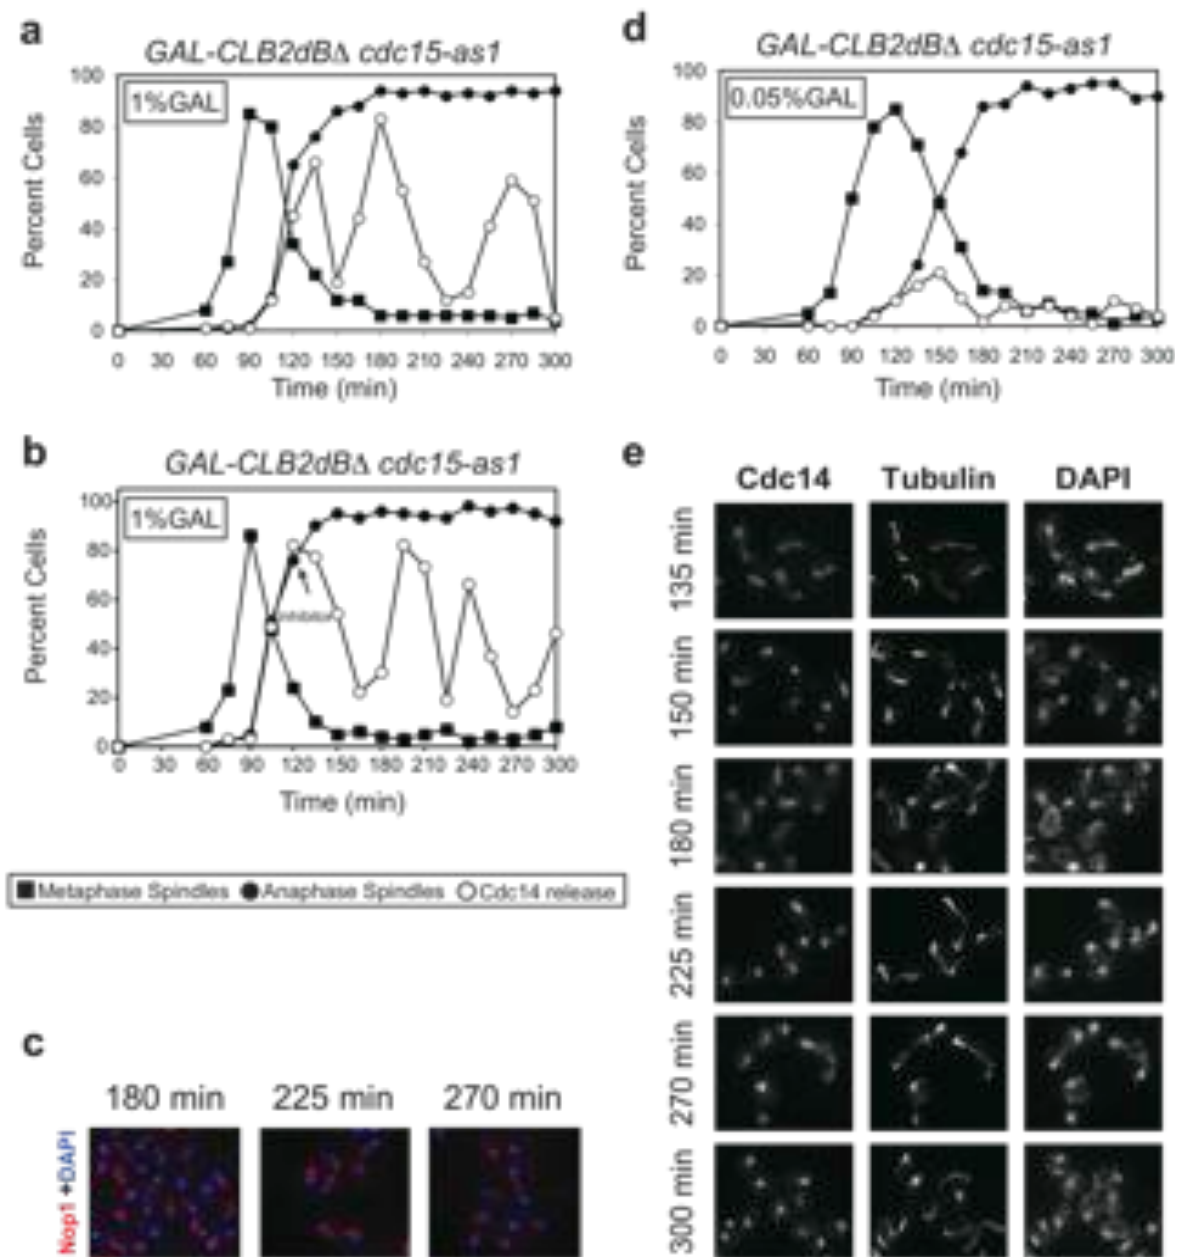 a
GAL-CLB2dBΔ cdc15-as1
1%GAL
Percent Cells
100
80
60
40
20
0
0 30 60 90 120 150 180 210 240 270 300
Time (min)
b
GAL-CLB2dBΔ cdc15-as1
1%GAL
inhibitor
Percent Cells
100
80
60
40
20
0
0 30 60 90 120 150 180 210 240 270 300
Time (min)
Metaphase Spindles Anaphase Spindles Cdc14 release
c
180 min 225 min 270 min
Nop1 +DAPI
d
GAL-CLB2dBΔ cdc15-as1
0.05%GAL
Percent Cells
100
80
60
40
20
0
0 30 60 90 120 150 180 210 240 270 300
Time (min)
e
Cdc14 Tubulin DAPI
135 min
150 min
180 min
225 min
270 min
300 min